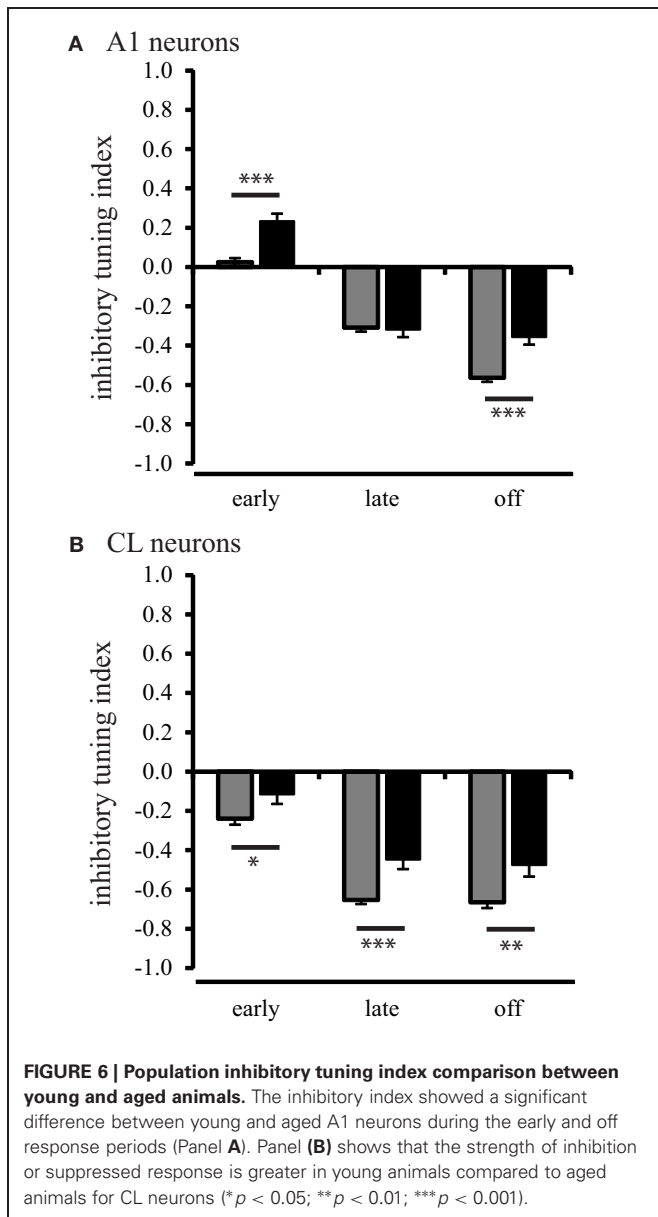 A A1 neurons
1.0
0.8
0.6
0.4
0.2
0.0
-0.2
-0.4
-0.6
-0.8
-1.0
inhibitory tuning index
***
***
early late off
B CL neurons
1.0
0.8
0.6
0.4
0.2
0.0
-0.2
-0.4
-0.6
-0.8
-1.0
inhibitory tuning index
*
***
**
early late off
FIGURE 6 | Population inhibitory tuning index comparison between
young and aged animals. The inhibitory index showed a significant
difference between young and aged A1 neurons during the early and off
response periods (Panel A). Panel (B) shows that the strength of inhibition
or suppressed response is greater in young animals compared to aged
animals for CL neurons (*p < 0.05; **p < 0.01; ***p < 0.001).